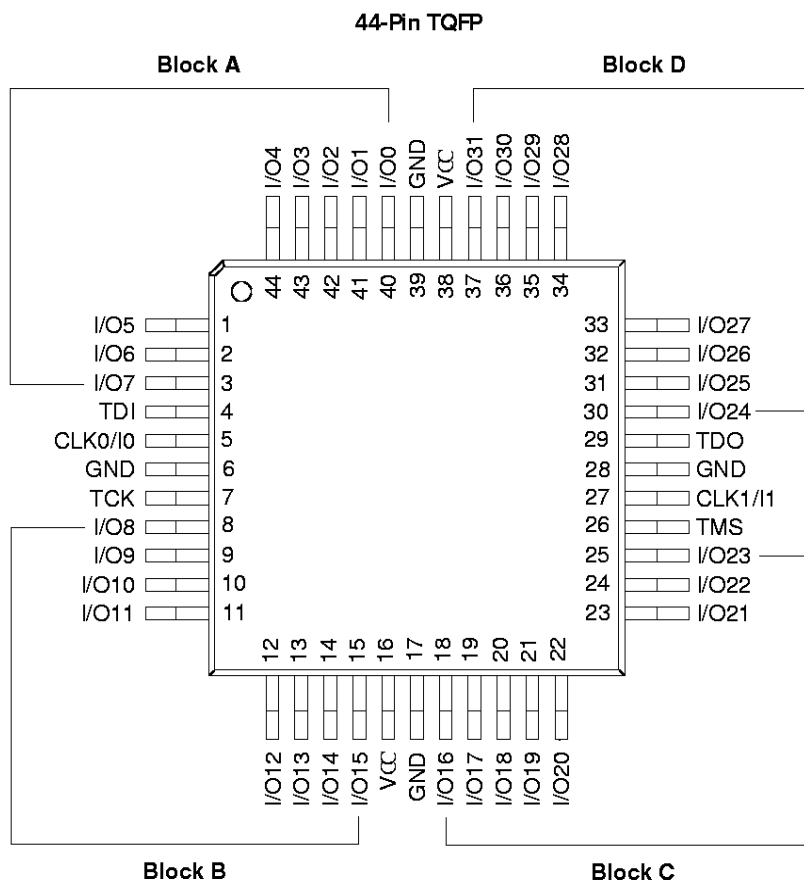 44-Pin TQFP
Block A
Block D
I/O4
I/O3
I/O2
I/O1
I/O0
GND
VCC
I/O31
I/O30
I/O29
I/O28
44
43
42
41
40
39
38
37
36
35
34
I/O5 1
I/O6 2
I/O7 3
TDI 4
CLK0/I0 5
GND 6
TCK 7
I/O8 8
I/O9 9
I/O10 10
I/O11 11
33 I/O27
32 I/O26
31 I/O25
30 I/O24
29 TDO
28 GND
27 CLK1/I1
26 TMS
25 I/O23
24 I/O22
23 I/O21
12
13
14
15
16
17
18
19
20
21
22
I/O12
I/O13
I/O14
I/O15
VCC
GND
I/O16
I/O17
I/O18
I/O19
I/O20
Block B
Block C